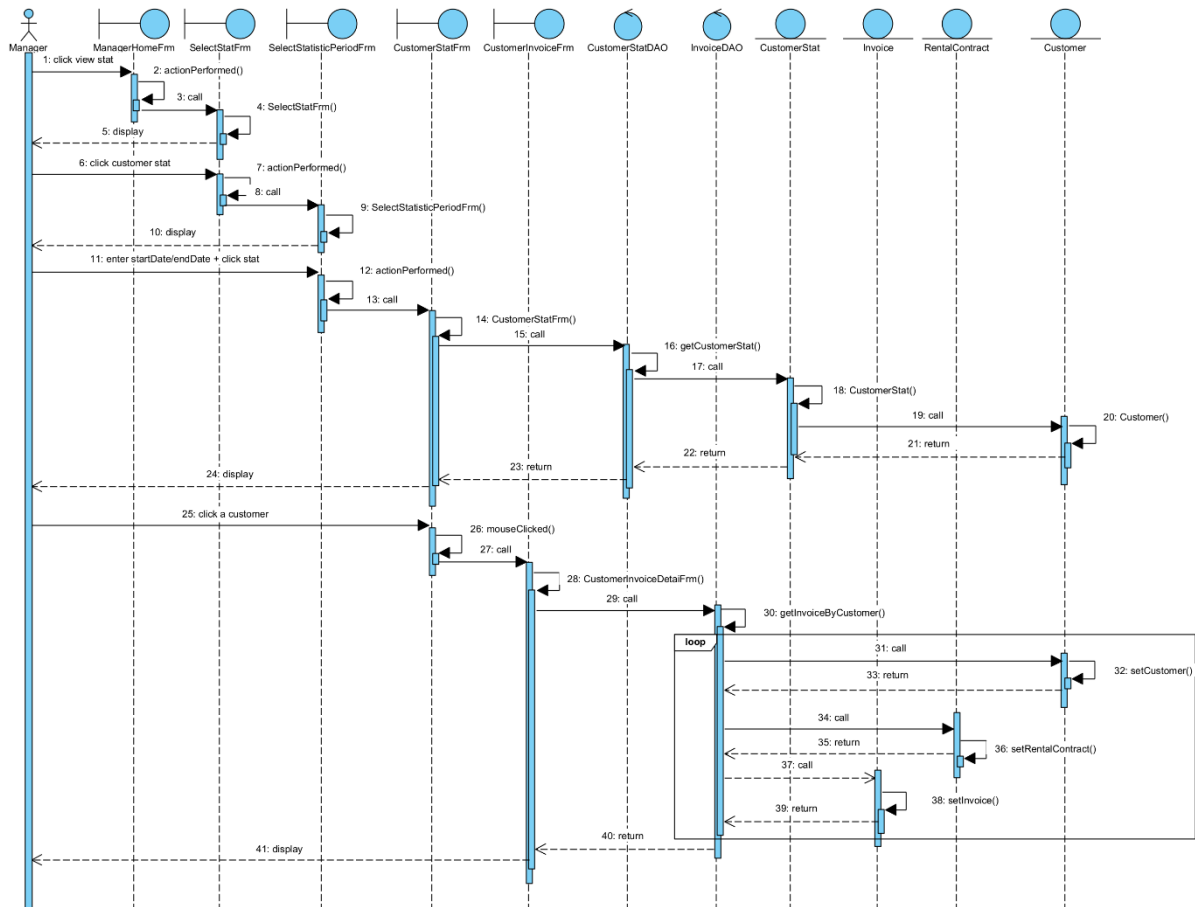 Manager
ManagerHomeFrm
SelectStatFrm
SelectStatisticPeriodFrm
CustomerStatFrm
CustomerInvoiceFrm
CustomerStatDAO
InvoiceDAO
CustomerStat
Invoice
RentalContract
Customer
1: click view stat
2: actionPerformed()
3: call
4: SelectStatFrm()
5: display
6: click customer stat
7: actionPerformed()
8: call
9: SelectStatisticPeriodFrm()
10: display
11: enter startDate/endDate + click stat
12: actionPerformed()
13: call
14: CustomerStatFrm()
15: call
16: getCustomerStat()
17: call
18: CustomerStat()
19: call
20: Customer()
21: return
22: return
23: return
24: display
25: click a customer
26: mouseClicked()
27: call
28: CustomerInvoiceDetaiFrm()
29: call
30: getInvoiceByCustomer()
loop
31: call
32: setCustomer()
33: return
34: call
35: return
36: setRentalContract()
37: call
38: setInvoice()
39: return
40: return
41: display